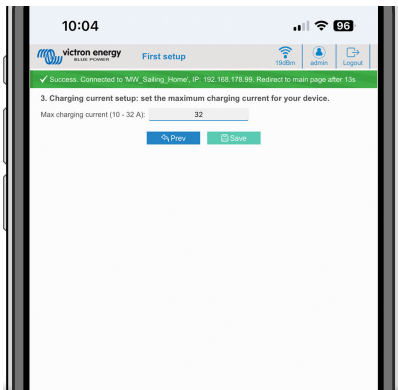 10:04
96
victron energy
BLUE POWER
First setup
19dBm
admin
Logout
✓ Success. Connected to 'MW_Sailing_Home', IP: 192.168.178.99. Redirect to main page after 13s
3. Charging current setup: set the maximum charging current for your device.
Max charging current (10 - 32 A): 32
Prev
Save